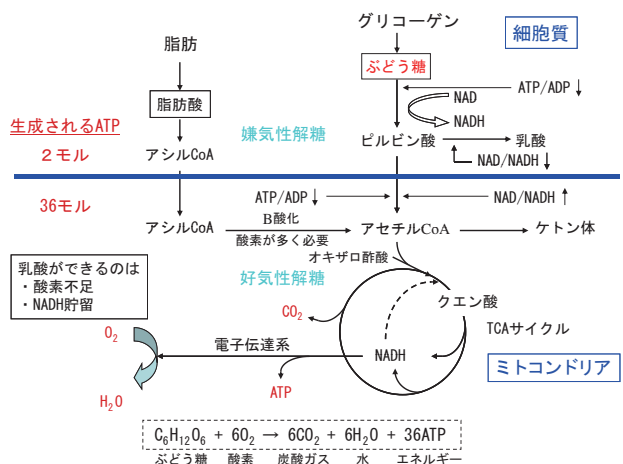 グリコーゲン
細胞質
脂肪
ぶどう糖
ATP/ADP ↓
NAD
NADH
脂肪酸
生成されるATP
嫌気性解糖
ピルビン酸
乳酸
2モル
アシルCoA
NAD/NADH ↓
36モル
ATP/ADP ↓
NAD/NADH ↑
アシルCoA
B酸化
酸素が多く必要
アセチルCoA
ケトン体
オキザロ酢酸
好気性解糖
乳酸ができるのは
・酸素不足
・NADH貯留
クエン酸
CO₂
TCAサイクル
O₂
電子伝達系
NADH
ミトコンドリア
ATP
H₂O
C₆H₁₂O₆ + 6O₂ → 6CO₂ + 6H₂O + 36ATP
ぶどう糖 酸素 炭酸ガス 水 エネルギー